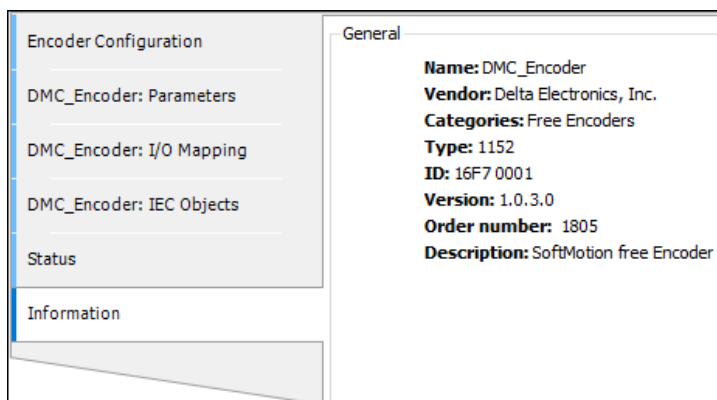 Encoder Configuration
DMC_Encoder: Parameters
DMC_Encoder: I/O Mapping
DMC_Encoder: IEC Objects
Status
Information
General
Name: DMC_Encoder
Vendor: Delta Electronics, Inc.
Categories: Free Encoders
Type: 1152
ID: 16F7 0001
Version: 1.0.3.0
Order number: 1805
Description: SoftMotion free Encoder